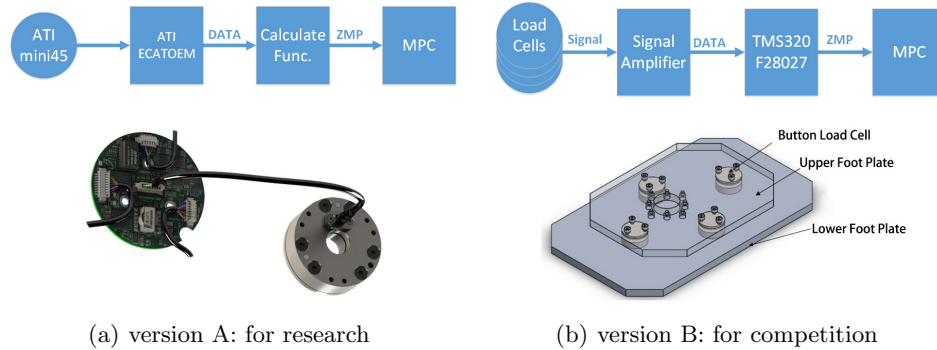 ATI
mini45
ATI
ECATOEM
DATA
Calculate
Func.
ZMP
MPC
Load
Cells
Signal
Signal
Amplifier
DATA
TMS320
F28027
ZMP
MPC
Button Load Cell
Upper Foot Plate
Lower Foot Plate
(a) version A: for research
(b) version B: for competition